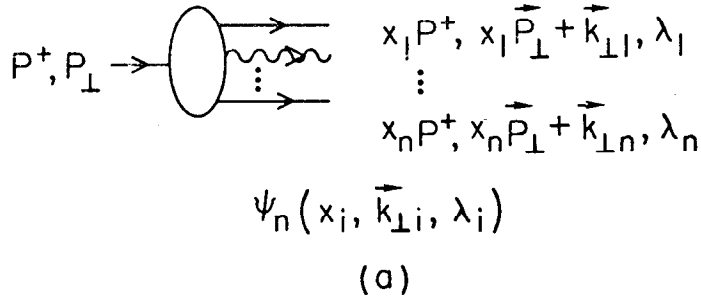 P⁺, P⊥
x₁P⁺, x₁P⃗⊥ + k⃗⊥₁, λ₁
⋮
⋮
xₙP⁺, xₙP⃗⊥ + k⃗⊥ₙ, λₙ
ψₙ(xᵢ, k⃗⊥ᵢ, λᵢ)
(a)